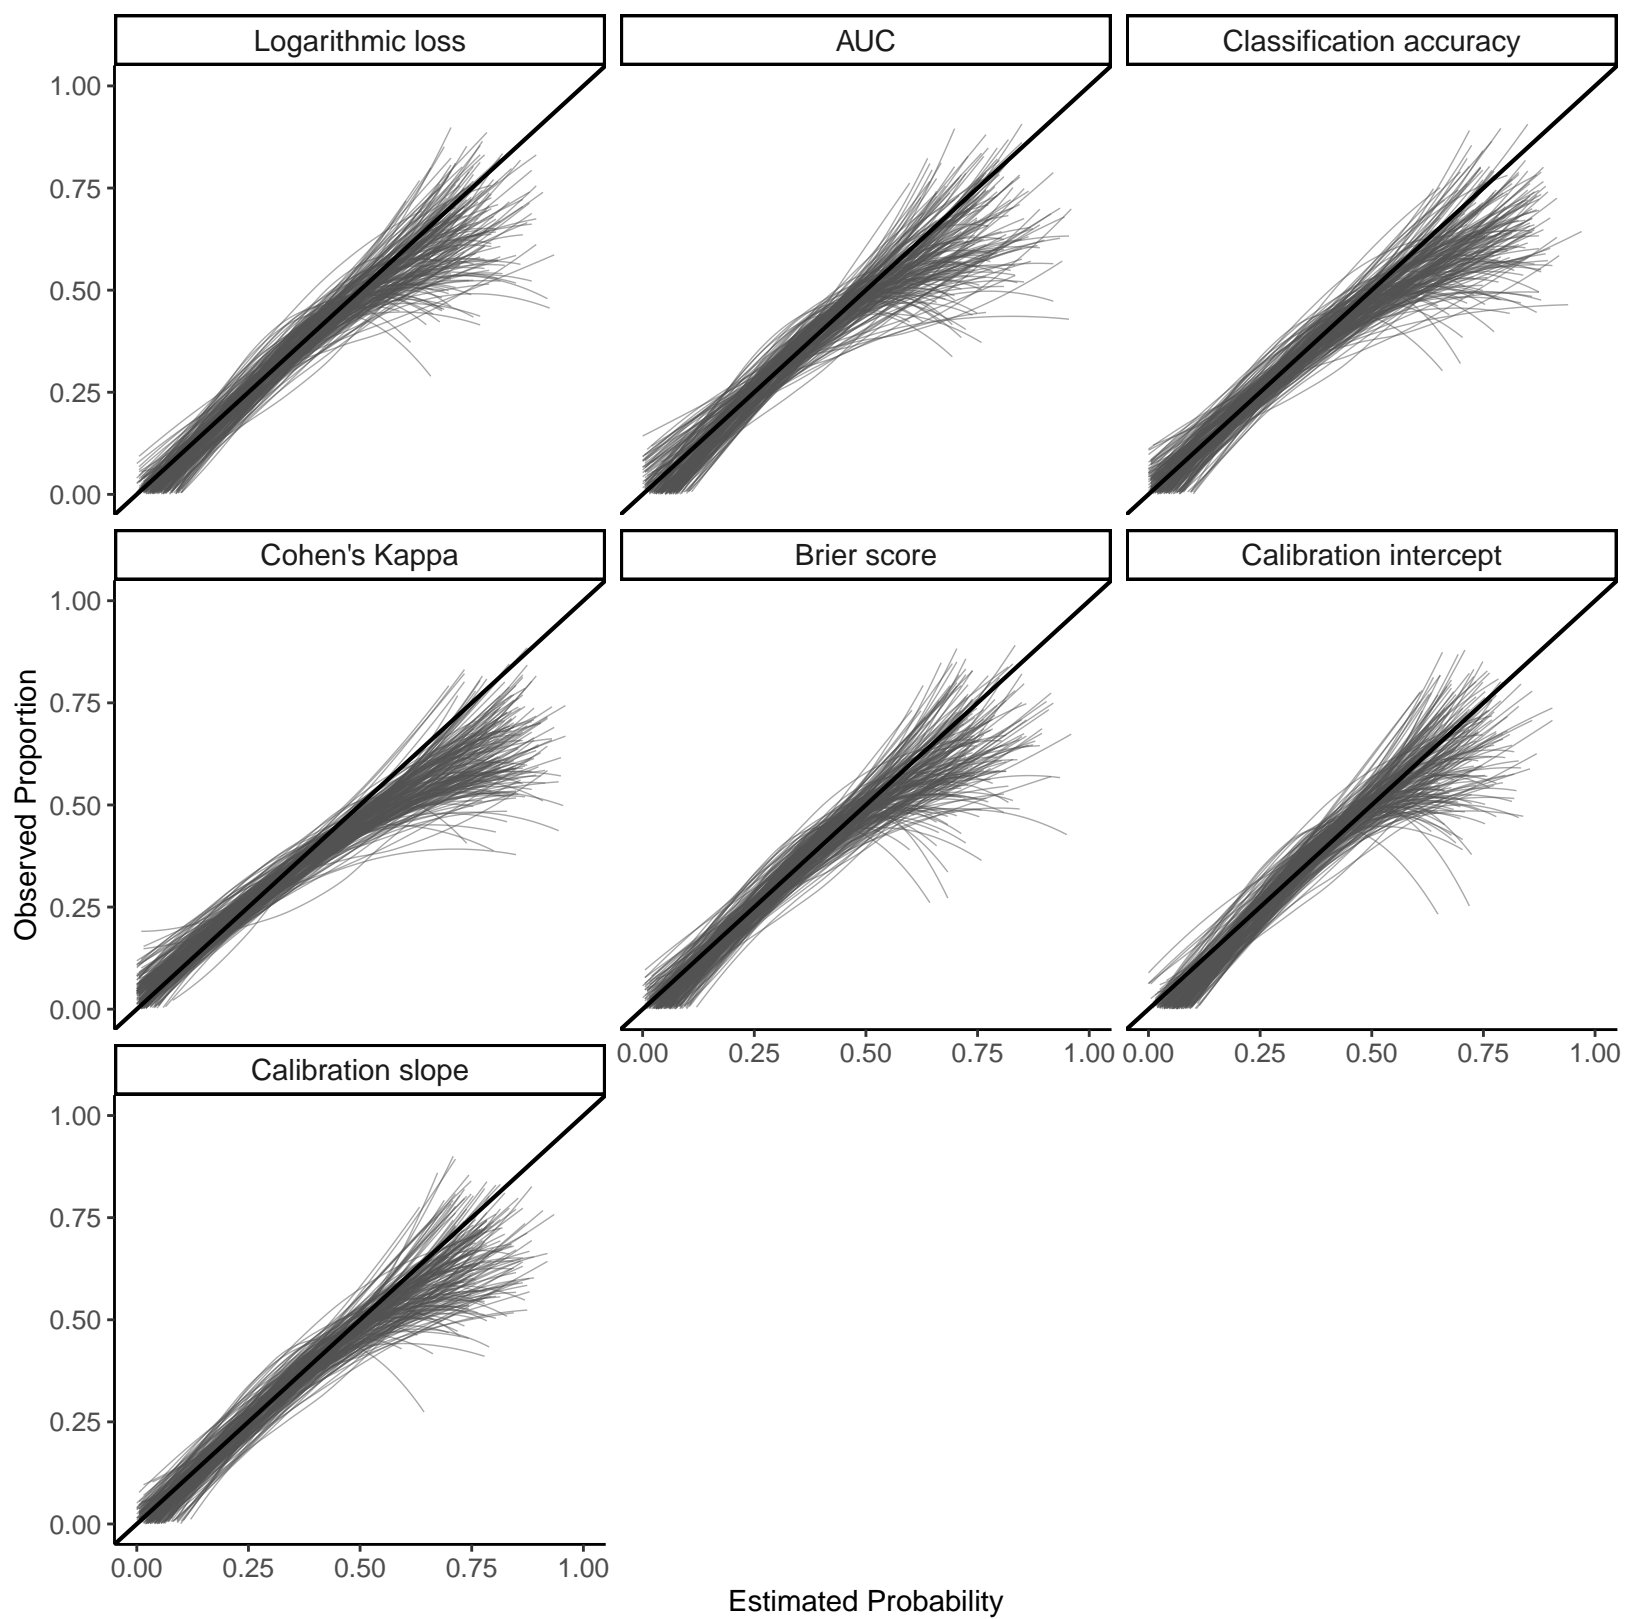 Logarithmic loss
AUC
Classification accuracy
1.00
0.75
0.50
0.25
0.00
Cohen's Kappa
Brier score
Calibration intercept
1.00
0.75
0.50
0.25
0.00
Observed Proportion
0.00 0.25 0.50 0.75 1.00
0.00 0.25 0.50 0.75 1.00
Calibration slope
1.00
0.75
0.50
0.25
0.00
0.00 0.25 0.50 0.75 1.00
Estimated Probability